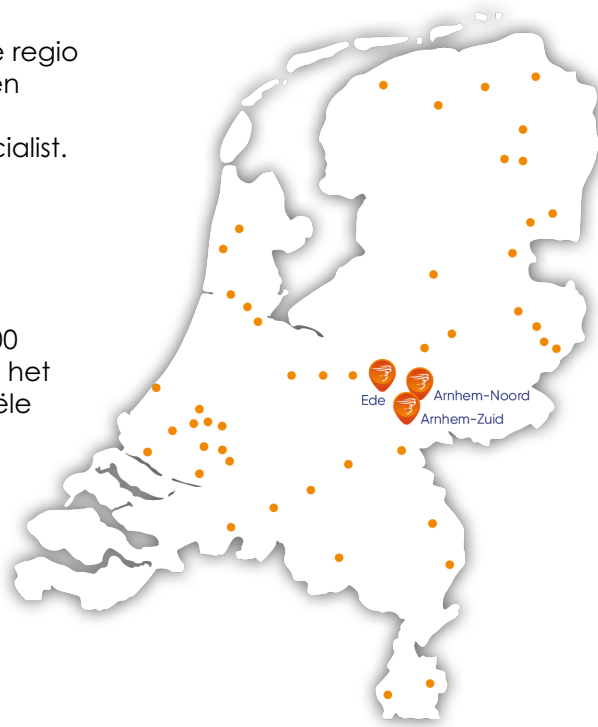 e regio
en
cialist.
00
het
ële
Ede
Arnhem-Noord
Arnhem-Zuid